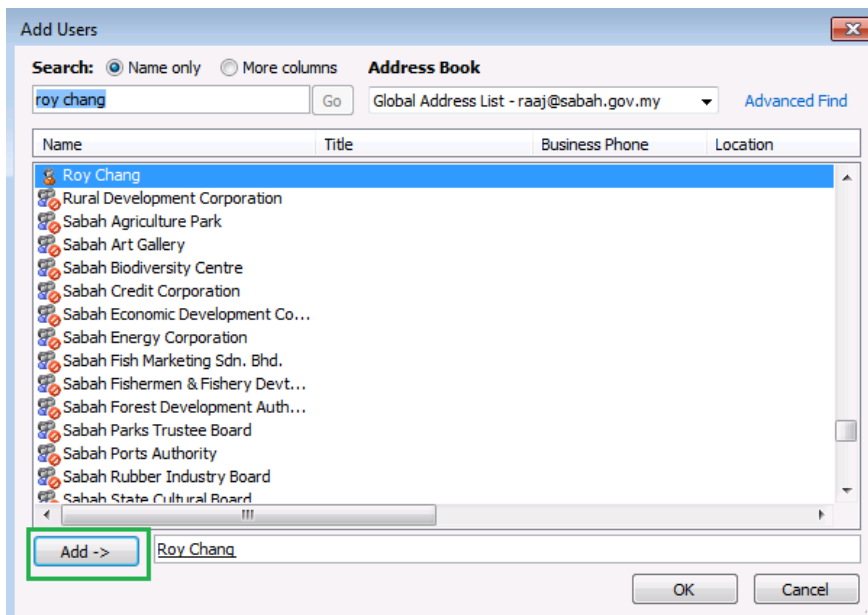 Add Users
Search: Name only More columns Address Book
roy chang Go Global Address List - raaj@sabah.gov.my Advanced Find
Name Title Business Phone Location
Roy Chang
Rural Development Corporation
Sabah Agriculture Park
Sabah Art Gallery
Sabah Biodiversity Centre
Sabah Credit Corporation
Sabah Economic Development Co...
Sabah Energy Corporation
Sabah Fish Marketing Sdn. Bhd.
Sabah Fishermen & Fishery Devt...
Sabah Forest Development Auth...
Sabah Parks Trustee Board
Sabah Ports Authority
Sabah Rubber Industry Board
Sabah State Cultural Board
Add -> Roy Chang
OK Cancel